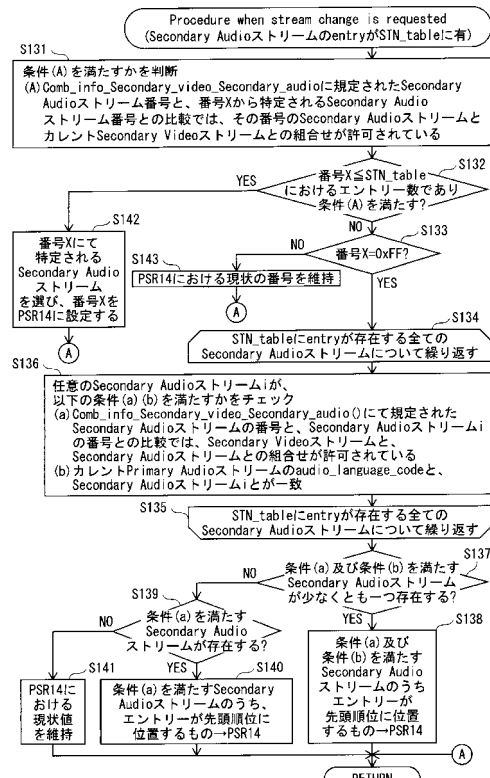 Procedure when stream change is requested
(Secondary AudioストリームのentryがSTN_tableに有)
S131
条件(A)を満たすかを判断
(A)Comb_info_Secondary_video_Secondary_audioに規定されたSecondary
Audioストリーム番号と、番号Xから特定されるSecondary Audio
ストリーム番号との比較では、その番号のSecondary Audioストリームと
カレントSecondary Videoストリームとの組合せが許可されている
S132
番号X≦STN_table
におけるエントリー数であり
条件(A)を満たす?
YES
NO
S142
番号Xにて
特定される
Secondary Audio
ストリーム
を選び、番号Xを
PSR14に設定する
A
S133
番号X=0xFF?
NO
YES
S143
PSR14における現状の番号を維持
A
S134
STN_tableにentryが存在する全ての
Secondary Audioストリームについて繰り返す
S136
任意のSecondary Audioストリームiが、
以下の条件(a)(b)を満たすかをチェック
(a)Comb_info_Secondary_video_Secondary_audio()にて規定された
Secondary Audioストリームの番号と、Secondary Audioストリームi
の番号との比較では、Secondary Videoストリームと、
Secondary Audioストリームとの組合せが許可されている
(b)カレントPrimary Audioストリームのaudio_language_codeと、
Secondary Audioストリームiとが一致
S135
STN_tableにentryが存在する全ての
Secondary Audioストリームについて繰り返す
S137
条件(a)及び条件(b)を満たす
Secondary Audioストリーム
が少なくとも一つ存在する?
NO
YES
S139
条件(a)を満たす
Secondary Audio
ストリームが存在する?
NO
YES
S138
条件(a)及び
条件(b)を満たす
Secondary Audio
ストリームのうち
エントリーが
先頭順位に位置
するもの→PSR14
S141
PSR14に
おける
現状値
を維持
S140
条件(a)を満たすSecondary
Audioストリームのうち、
エントリーが先頭順位に
位置するもの→PSR14
A
RETURN